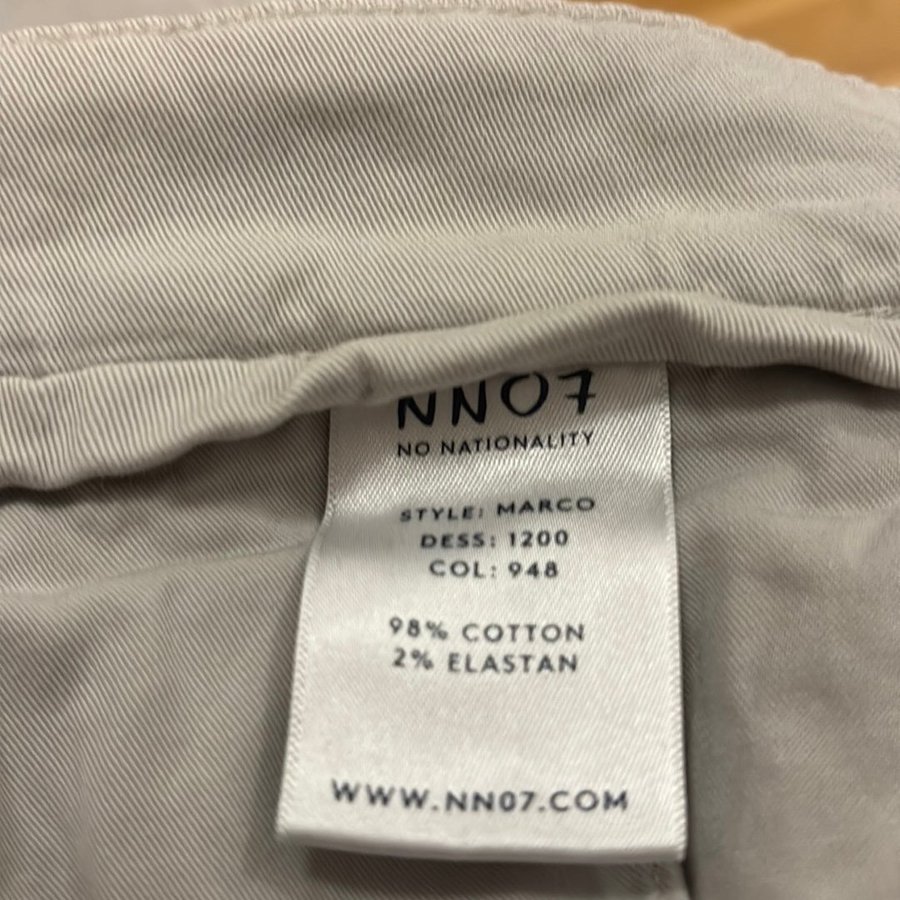 NN07
NO NATIONALITY
STYLE: MARCO
DESS: 1200
COL: 948
98% COTTON
2% ELASTAN
WWW.NN07.COM